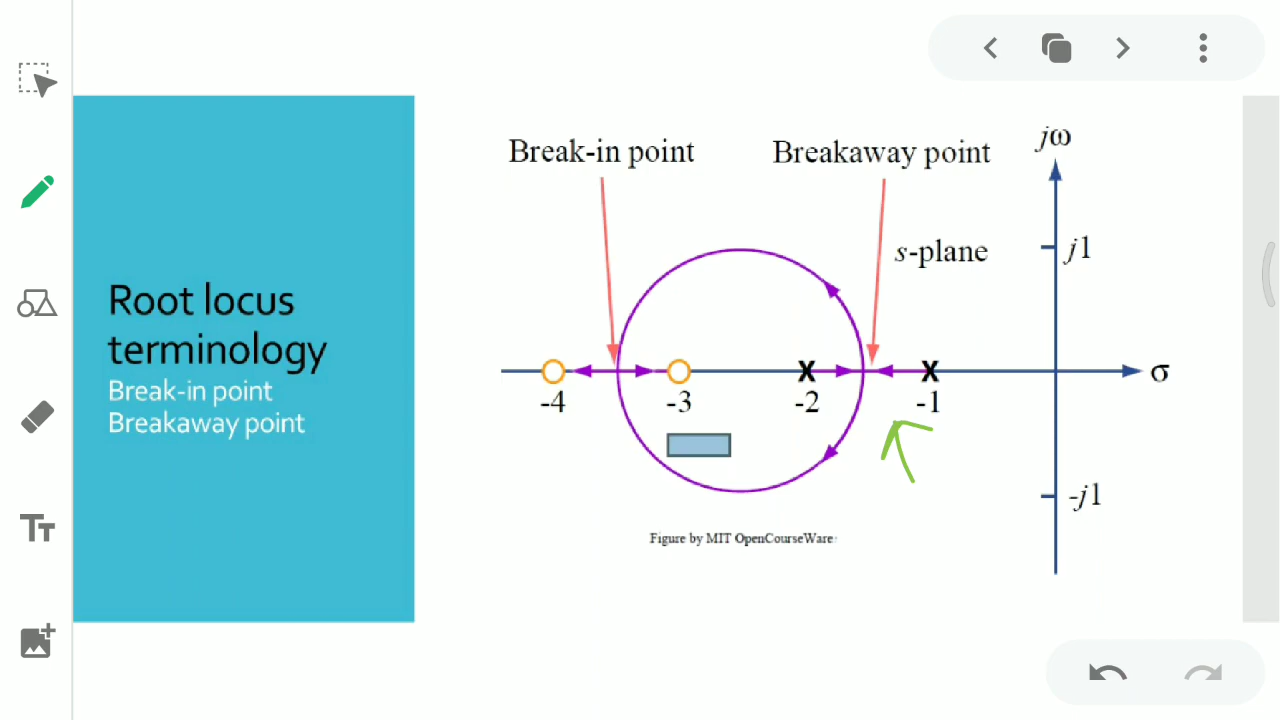 Root locus
terminology
Break-in point
Breakaway point
Break-in point
Breakaway point
jω
s-plane
j1
σ
-4
-3
X
X
-2
-1
-j1
Figure by MIT OpenCourseWare.
Tт